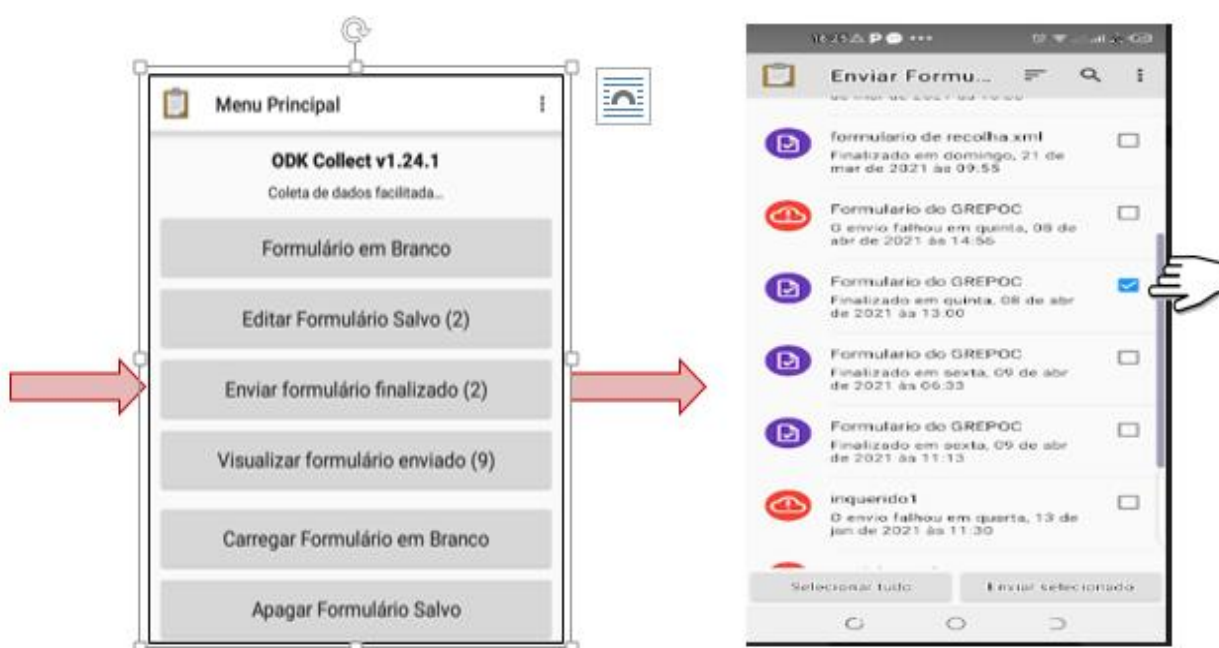 Menu Principal
ODK Collect v1.24.1
Coleta de dados facilitada...
Formulário em Branco
Editar Formulário Salvo (2)
Enviar formulário finalizado (2)
Visualizar formulário enviado (9)
Carregar Formulário em Branco
Apagar Formulário Salvo
Enviar Formu...
formulario de recolha.xml
Finalizado em domingo, 21 de
mar de 2021 às 09:55
Formulario do GREPOC
O envio falhou em quinta, 08 de
abr de 2021 às 14:56
Formulario do GREPOC
Finalizado em quinta, 08 de abr
de 2021 às 13:00
Formulario do GREPOC
Finalizado em sexta, 09 de abr
de 2021 às 06:33
Formulario do GREPOC
Finalizado em sexta, 09 de abr
de 2021 às 11:13
inquerido1
O envio falhou em quarta, 13 de
jan de 2021 às 11:30
Selecionar tudo
Enviar selecionado